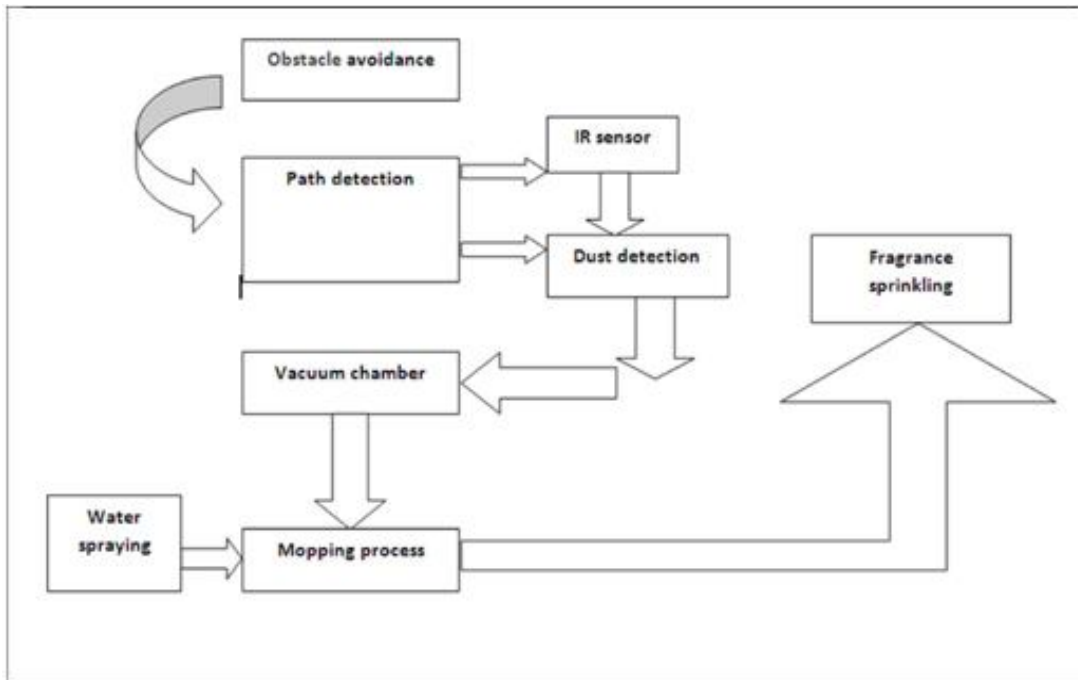 Obstacle avoidance
IR sensor
Path detection
Dust detection
Fragrance
sprinkling
Vacuum chamber
Water
spraying
Mopping process